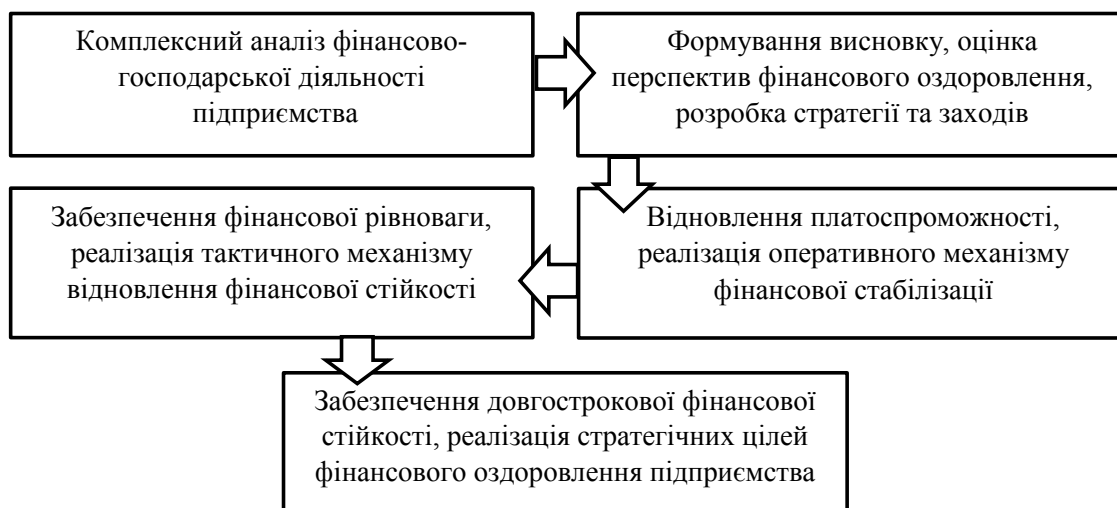 Комплексний аналіз фінансово-
господарської діяльності
підприємства
Формування висновку, оцінка
перспектив фінансового оздоровлення,
розробка стратегії та заходів
Відновлення платоспроможності,
реалізація оперативного механізму
фінансової стабілізації
Забезпечення фінансової рівноваги,
реалізація тактичного механізму
відновлення фінансової стійкості
Забезпечення довгострокової фінансової
стійкості, реалізація стратегічних цілей
фінансового оздоровлення підприємства